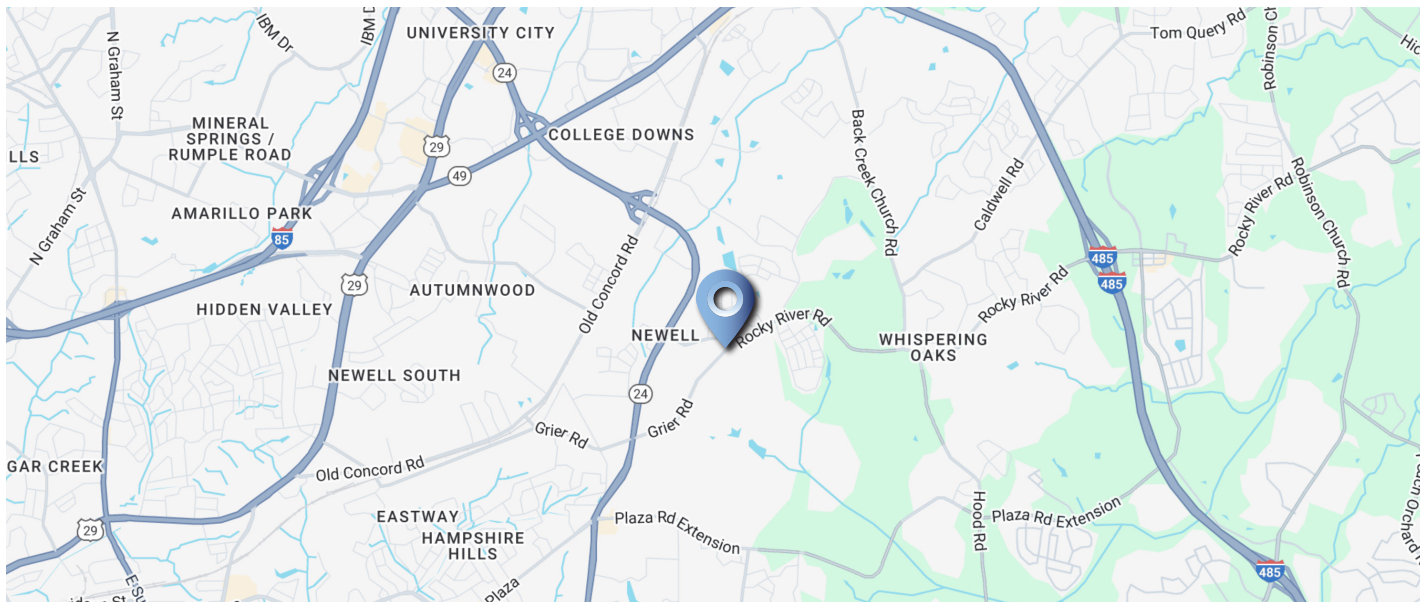 IBM Dr
IBM D
UNIVERSITY CITY
Tom Query Rd
Robinson Ch
Hic
N Graham St
24
MINERAL
SPRINGS /
RUMPLE ROAD
29
COLLEGE DOWNS
Back Creek Church Rd
LLS
49
Caldwell Rd
Rocky River Rd
Robinson Church Rd
N Graham St
AMARILLO PARK
85
Old Concord Rd
485
485
29
AUTUMNWOOD
HIDDEN VALLEY
Rocky River Rd
NEWELL
Rocky River Rd
WHISPERING
OAKS
NEWELL SOUTH
24
Grier Rd
Grier Rd
GAR CREEK
Old Concord Rd
Hood Rd
Plaza Rd Extension
Plaza Rd Extension
EASTWAY
HAMPSHIRE
HILLS
29
Plaza
485